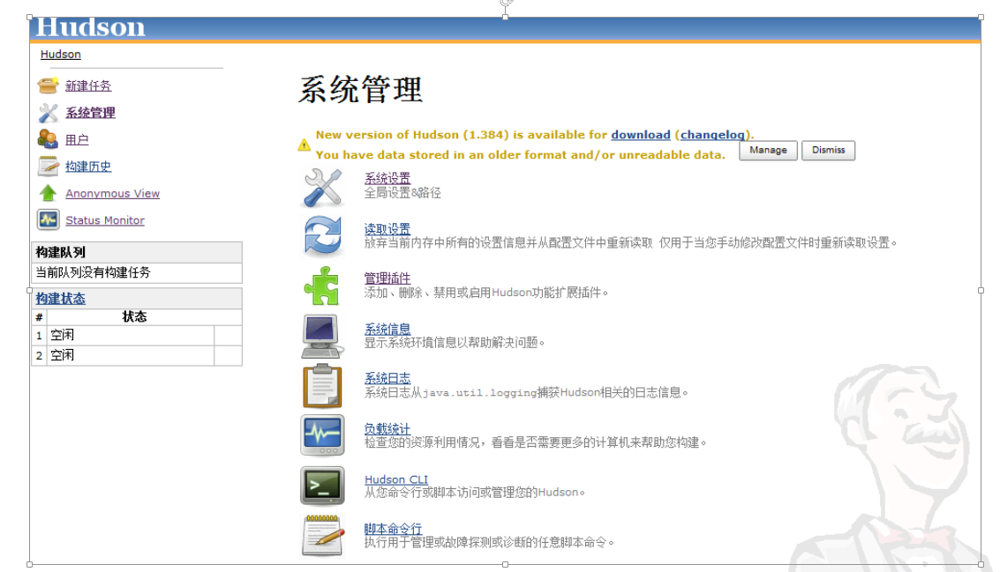 Hudson
Hudson
新建任务
系统管理
用户
构建历史
Anonymous View
Status Monitor
构建队列
当前队列没有构建任务
构建状态
# 状态
1 空闲
2 空闲
系统管理
New version of Hudson (1.384) is available for download (changelog).
You have data stored in an older format and/or unreadable data. Manage Dismiss
系统设置
全局设置&路径
读取设置
放弃当前内存中所有的设置信息并从配置文件中重新读取 仅用于当您手动修改配置文件时重新读取设置。
管理插件
添加、删除、禁用或启用Hudson功能扩展插件。
系统信息
显示系统环境信息以帮助解决问题。
系统日志
系统日志从java.util.logging捕获Hudson相关的日志信息。
负载统计
检查您的资源利用情况，看看是否需要更多的计算机来帮助您构建。
Hudson CLI
从您命令行或脚本访问或管理您的Hudson。
脚本命令行
执行用于管理或故障探测或诊断的任意脚本命令。